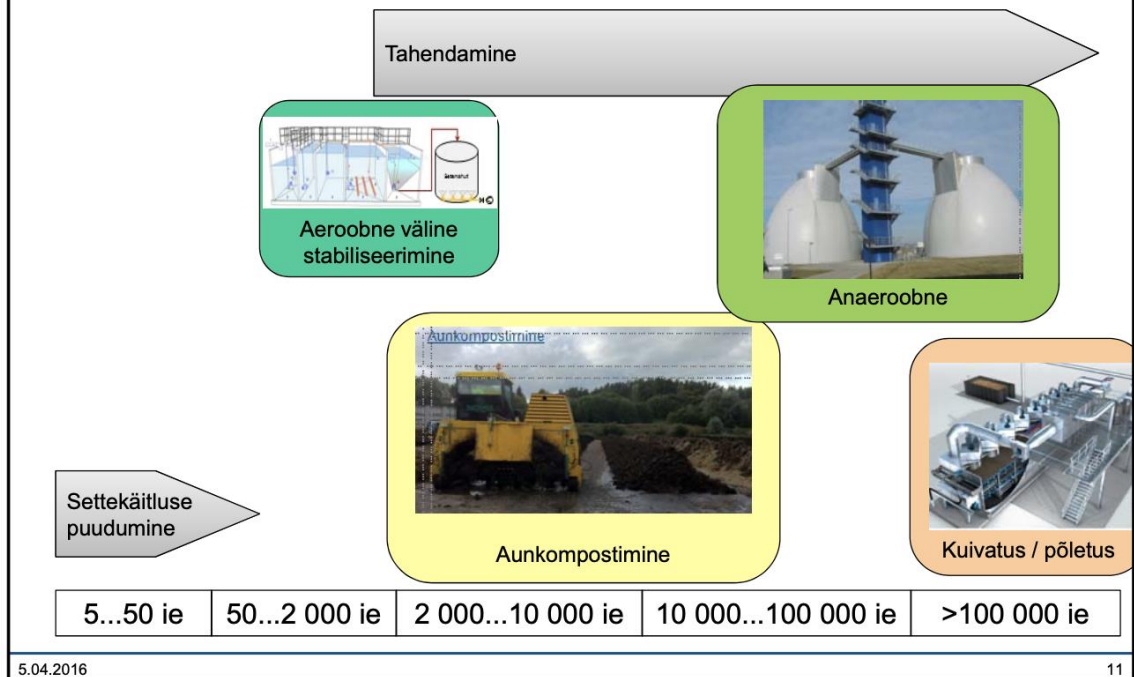 Tahendamine
Aeroobne väline
stabiliseerimine
Anaeroobne
Aunkompostimine
Aunkompostimine
Settekäitluse
puudumine
Kuivatus / põletus
5...50 ie
50...2 000 ie
2 000...10 000 ie
10 000...100 000 ie
>100 000 ie
5.04.2016
11